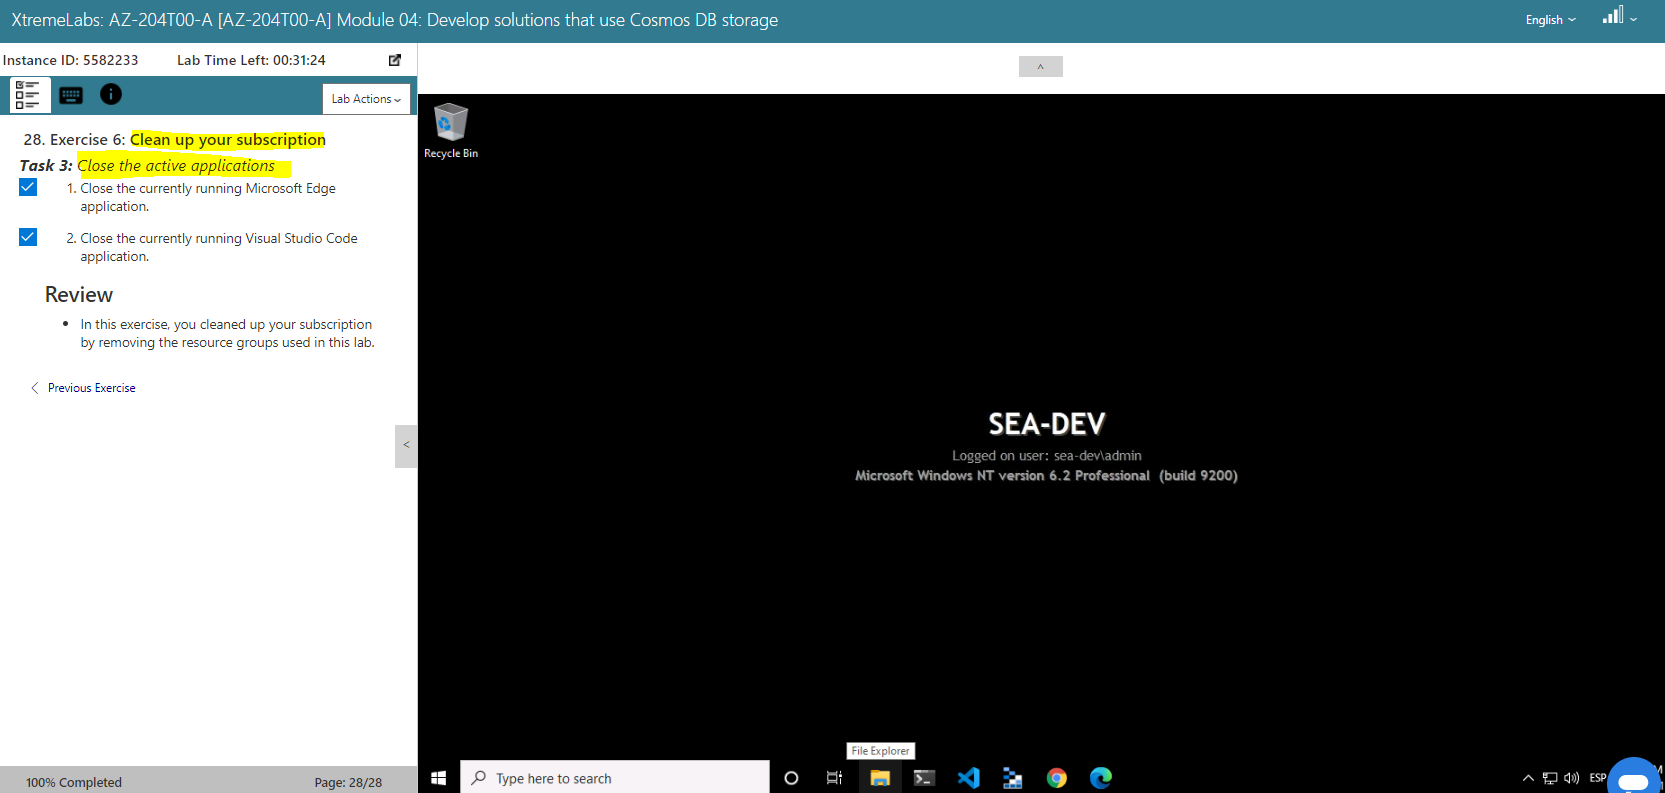 XtremeLabs: AZ-204T00-A [AZ-204T00-A] Module 04: Develop solutions that use Cosmos DB storage
English
Instance ID: 5582233 Lab Time Left: 00:31:24
Lab Actions
28. Exercise 6: Clean up your subscription
Task 3: Close the active applications
1. Close the currently running Microsoft Edge
application.
2. Close the currently running Visual Studio Code
application.
Review
• In this exercise, you cleaned up your subscription
by removing the resource groups used in this lab.
< Previous Exercise
100% Completed Page: 28/28
Recycle Bin
SEA-DEV
Logged on user: sea-dev\admin
Microsoft Windows NT version 6.2 Professional (build 9200)
File Explorer
Type here to search
ESP